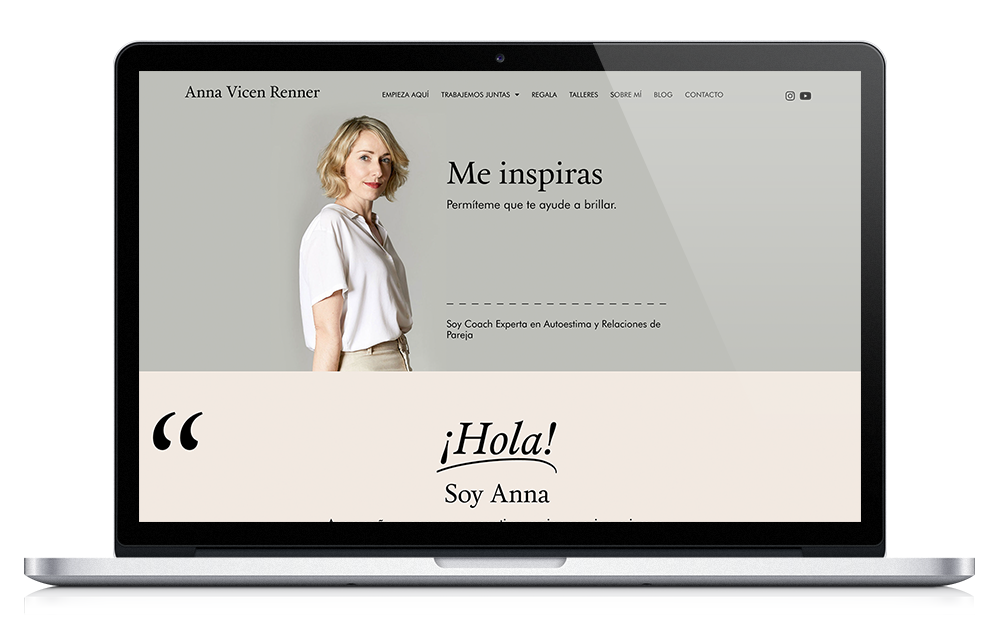 Anna Vicen Renner
EMPIEZA AQUÍ TRABAJEMOS JUNTAS REGALA TALLERES SOBRE MÍ BLOG CONTACTO
Me inspiras
Permíteme que te ayude a brillar.
Soy Coach Experta en Autoestima y Relaciones de
Pareja
“
¡Hola!
Soy Anna